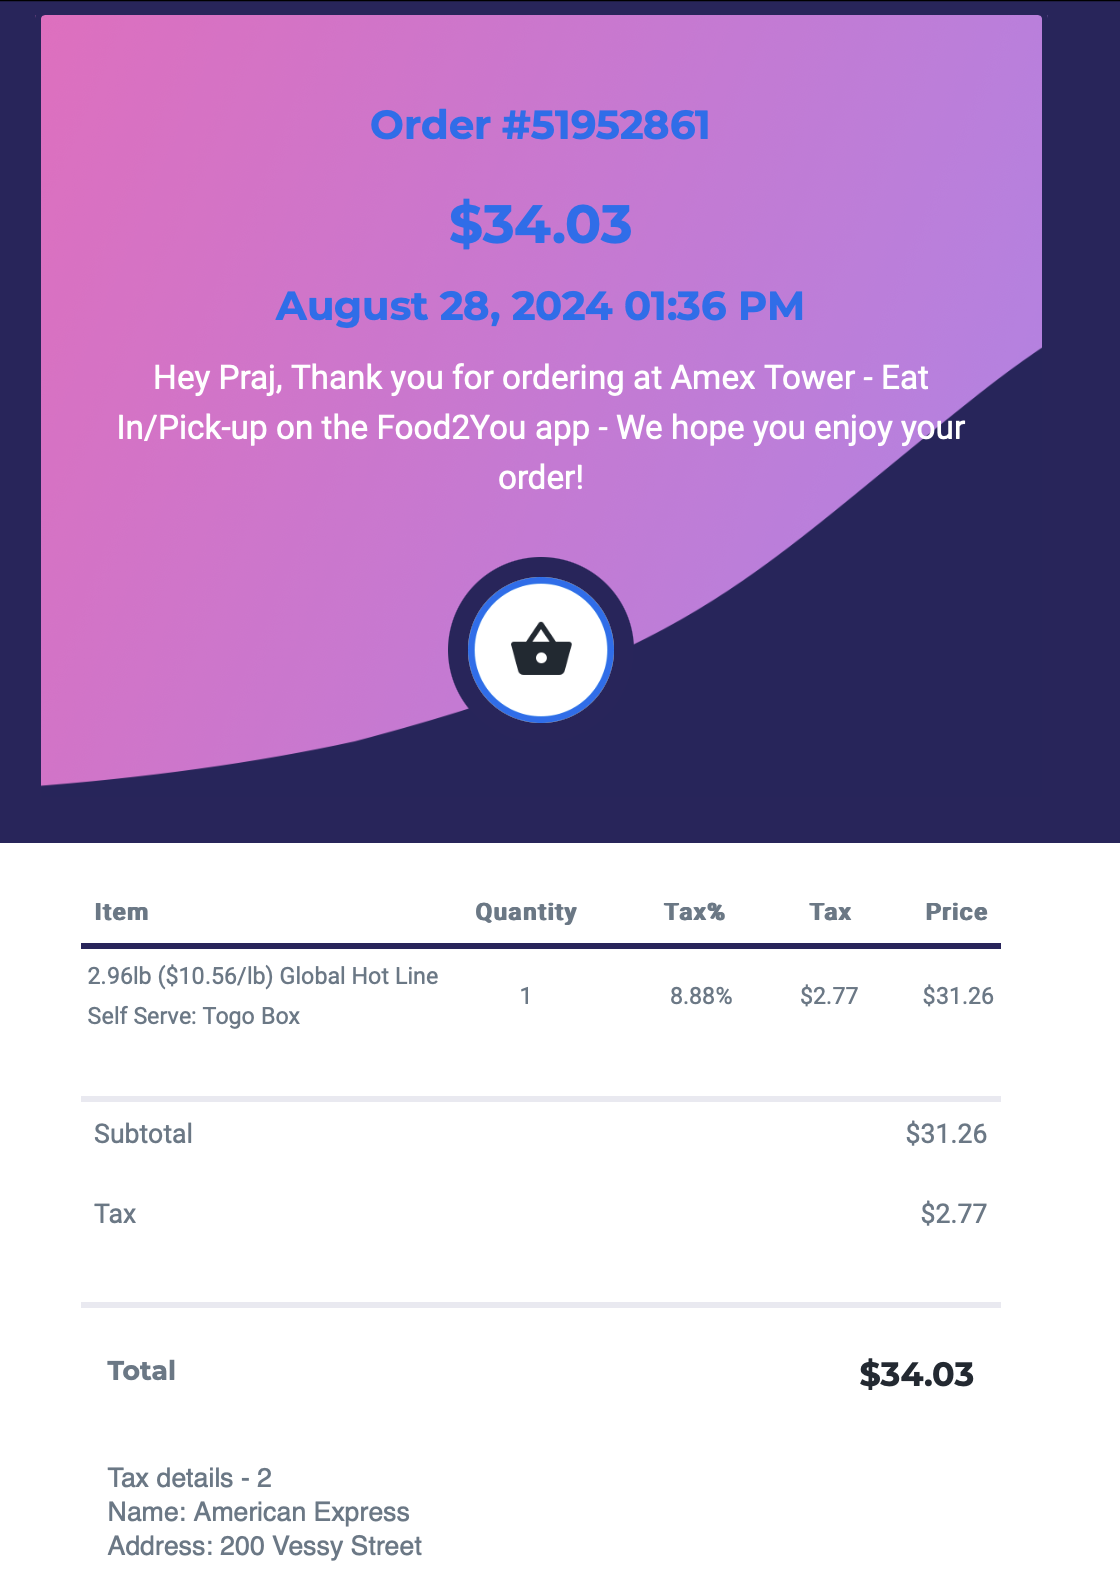 Order #51952861
$34.03
August 28, 2024 01:36 PM
Hey Praj, Thank you for ordering at Amex Tower - Eat
In/Pick-up on the Food2You app - We hope you enjoy your
order!
Item Quantity Tax% Tax Price
2.96lb ($10.56/lb) Global Hot Line
Self Serve: Togo Box
1 8.88% $2.77 $31.26
Subtotal $31.26
Tax $2.77
Total $34.03
Tax details - 2
Name: American Express
Address: 200 Vessy Street